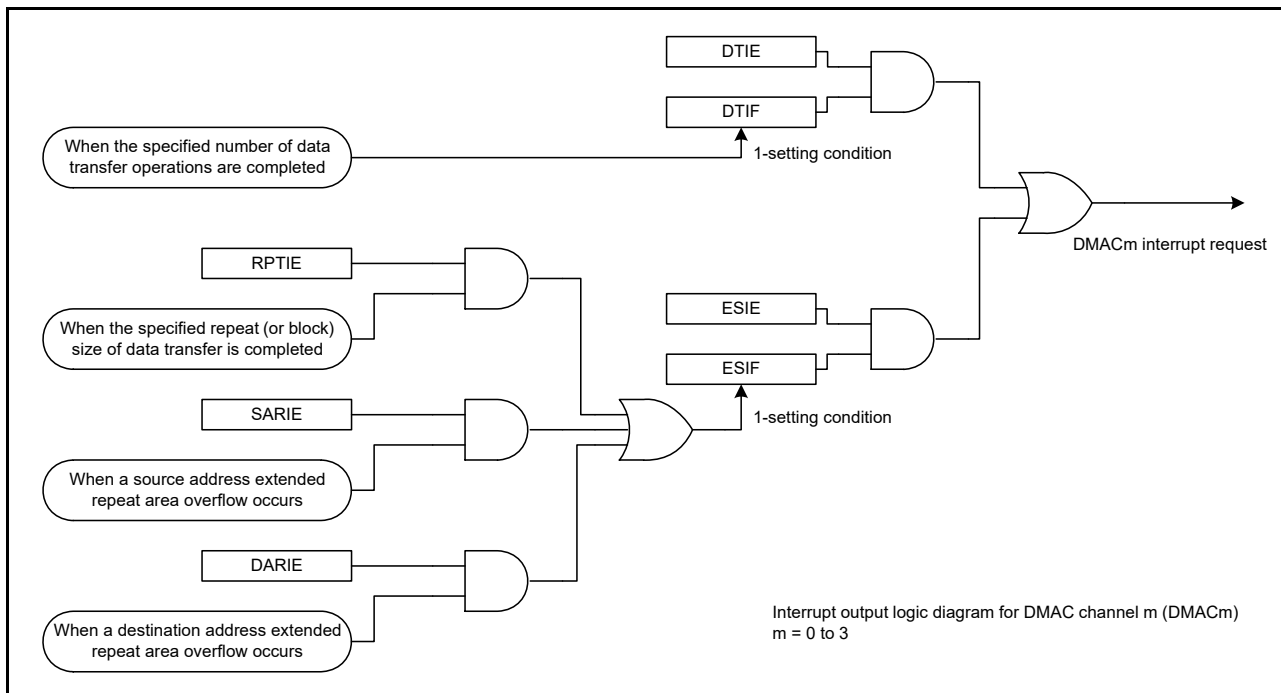 DTIE
DTIF
When the specified number of data
transfer operations are completed
1-setting condition
DMACm interrupt request
RPTIE
When the specified repeat (or block)
size of data transfer is completed
ESIE
ESIF
1-setting condition
SARIE
When a source address extended
repeat area overflow occurs
DARIE
When a destination address extended
repeat area overflow occurs
Interrupt output logic diagram for DMAC channel m (DMACm)
m = 0 to 3